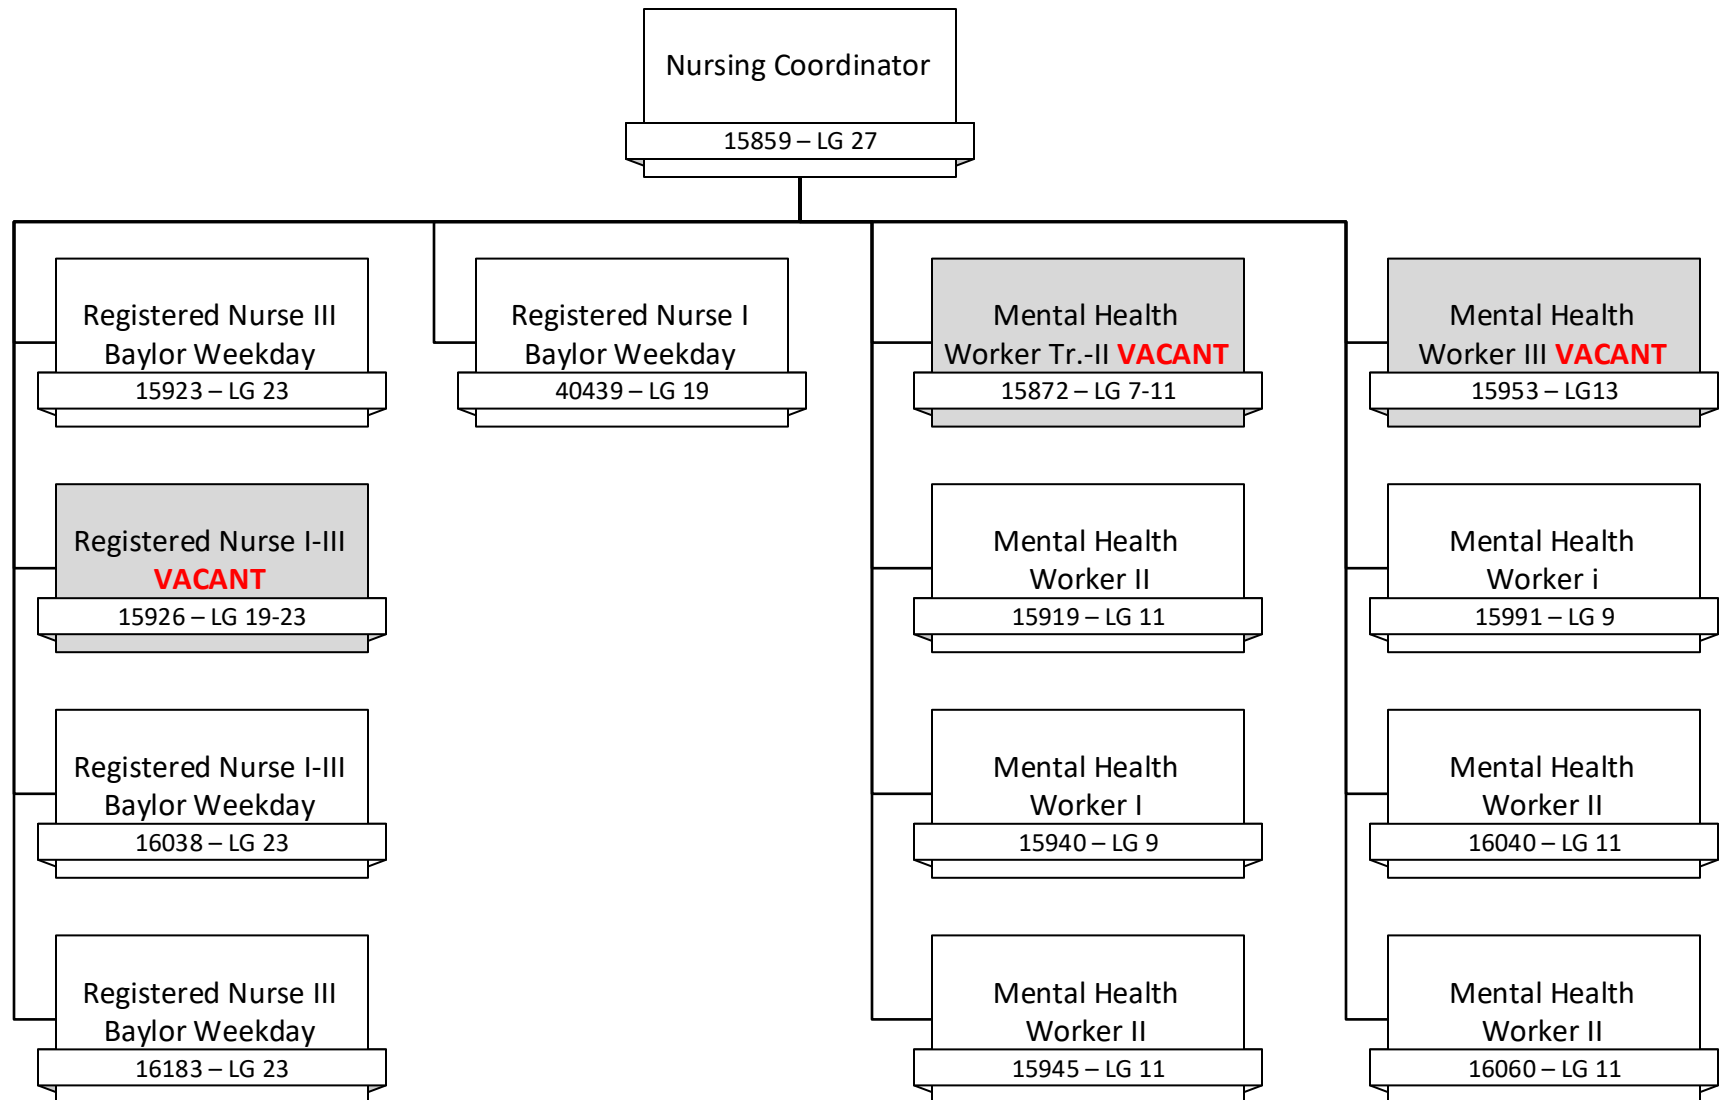 Nursing Coordinator
15859 – LG 27
Registered Nurse III
Baylor Weekday
15923 – LG 23
Registered Nurse I
Baylor Weekday
40439 – LG 19
Mental Health
Worker Tr.-II VACANT
15872 – LG 7-11
Mental Health
Worker III VACANT
15953 – LG13
Registered Nurse I-III
VACANT
15926 – LG 19-23
Mental Health
Worker II
15919 – LG 11
Mental Health
Worker i
15991 – LG 9
Registered Nurse I-III
Baylor Weekday
16038 – LG 23
Mental Health
Worker I
15940 – LG 9
Mental Health
Worker II
16040 – LG 11
Registered Nurse III
Baylor Weekday
16183 – LG 23
Mental Health
Worker II
15945 – LG 11
Mental Health
Worker II
16060 – LG 11